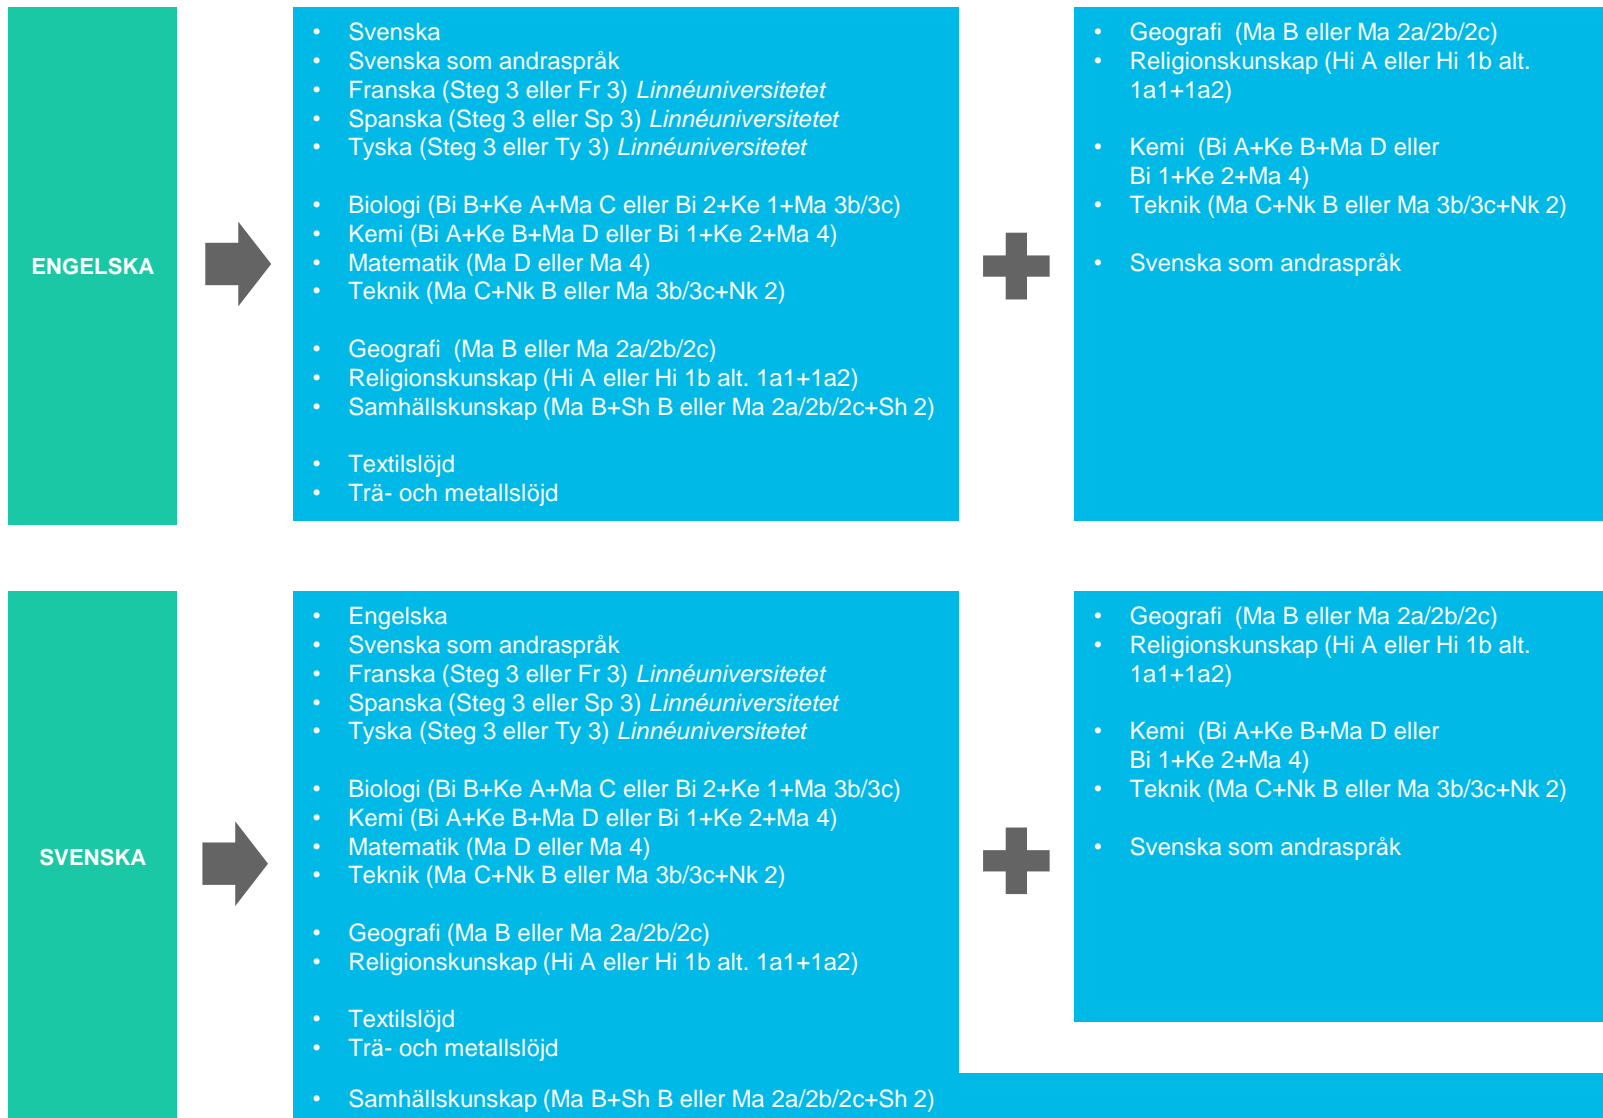 ENGELSKA
• Svenska
• Svenska som andraspråk
• Franska (Steg 3 eller Fr 3) Linnéuniversitetet
• Spanska (Steg 3 eller Sp 3) Linnéuniversitetet
• Tyska (Steg 3 eller Ty 3) Linnéuniversitetet
• Biologi (Bi B+Ke A+Ma C eller Bi 2+Ke 1+Ma 3b/3c)
• Kemi (Bi A+Ke B+Ma D eller Bi 1+Ke 2+Ma 4)
• Matematik (Ma D eller Ma 4)
• Teknik (Ma C+Nk B eller Ma 3b/3c+Nk 2)
• Geografi (Ma B eller Ma 2a/2b/2c)
• Religionskunskap (Hi A eller Hi 1b alt. 1a1+1a2)
• Samhällskunskap (Ma B+Sh B eller Ma 2a/2b/2c+Sh 2)
• Textilslöjd
• Trä- och metallslöjd
• Geografi (Ma B eller Ma 2a/2b/2c)
• Religionskunskap (Hi A eller Hi 1b alt.
1a1+1a2)
• Kemi (Bi A+Ke B+Ma D eller
Bi 1+Ke 2+Ma 4)
• Teknik (Ma C+Nk B eller Ma 3b/3c+Nk 2)
• Svenska som andraspråk
SVENSKA
• Engelska
• Svenska som andraspråk
• Franska (Steg 3 eller Fr 3) Linnéuniversitetet
• Spanska (Steg 3 eller Sp 3) Linnéuniversitetet
• Tyska (Steg 3 eller Ty 3) Linnéuniversitetet
• Biologi (Bi B+Ke A+Ma C eller Bi 2+Ke 1+Ma 3b/3c)
• Kemi (Bi A+Ke B+Ma D eller Bi 1+Ke 2+Ma 4)
• Matematik (Ma D eller Ma 4)
• Teknik (Ma C+Nk B eller Ma 3b/3c+Nk 2)
• Geografi (Ma B eller Ma 2a/2b/2c)
• Religionskunskap (Hi A eller Hi 1b alt. 1a1+1a2)
• Textilslöjd
• Trä- och metallslöjd
• Samhällskunskap (Ma B+Sh B eller Ma 2a/2b/2c+Sh 2)
• Geografi (Ma B eller Ma 2a/2b/2c)
• Religionskunskap (Hi A eller Hi 1b alt.
1a1+1a2)
• Kemi (Bi A+Ke B+Ma D eller
Bi 1+Ke 2+Ma 4)
• Teknik (Ma C+Nk B eller Ma 3b/3c+Nk 2)
• Svenska som andraspråk